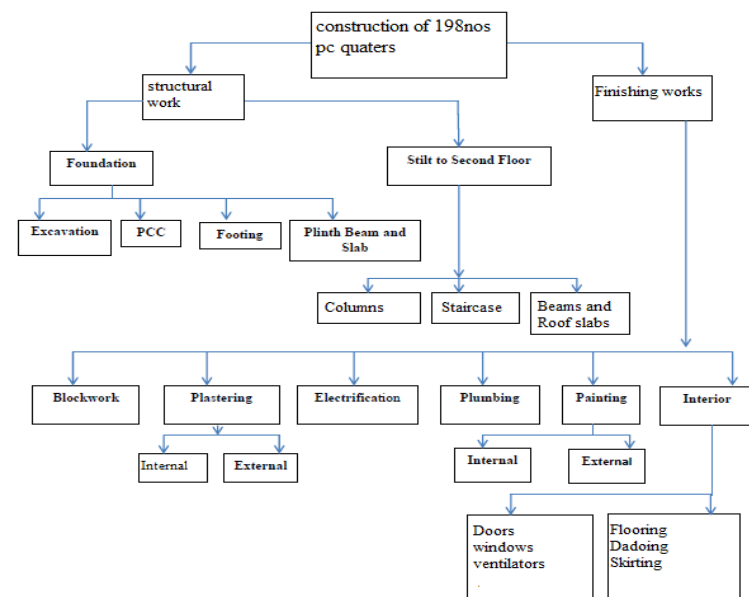 construction of 198nos
pc quaters
structural
work
Finishing works
Foundation
Stilt to Second Floor
Excavation
PCC
Footing
Plinth Beam and
Slab
Columns
Staircase
Beams and
Roof slabs
Blockwork
Plastering
Electrification
Plumbing
Painting
Interior
Internal
External
Internal
External
Doors
windows
ventilators
.
Flooring
Dadoing
Skirting